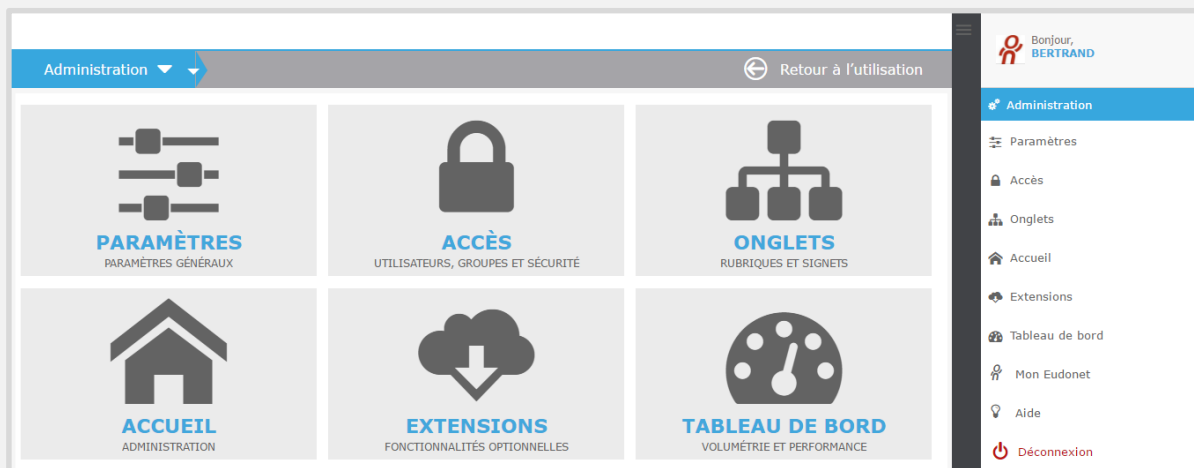 Administration
Retour à l’utilisation
PARAMÈTRES
PARAMÈTRES GÉNÉRAUX
ACCÈS
UTILISATEURS, GROUPES ET SÉCURITÉ
ONGLETS
RUBRIQUES ET SIGNETS
ACCUEIL
ADMINISTRATION
EXTENSIONS
FONCTIONNALITÉS OPTIONNELLES
TABLEAU DE BORD
VOLUMÉTRIE ET PERFORMANCE
Bonjour,
BERTRAND
Administration
Paramètres
Accès
Onglets
Accueil
Extensions
Tableau de bord
Mon Eudonet
Aide
Déconnexion